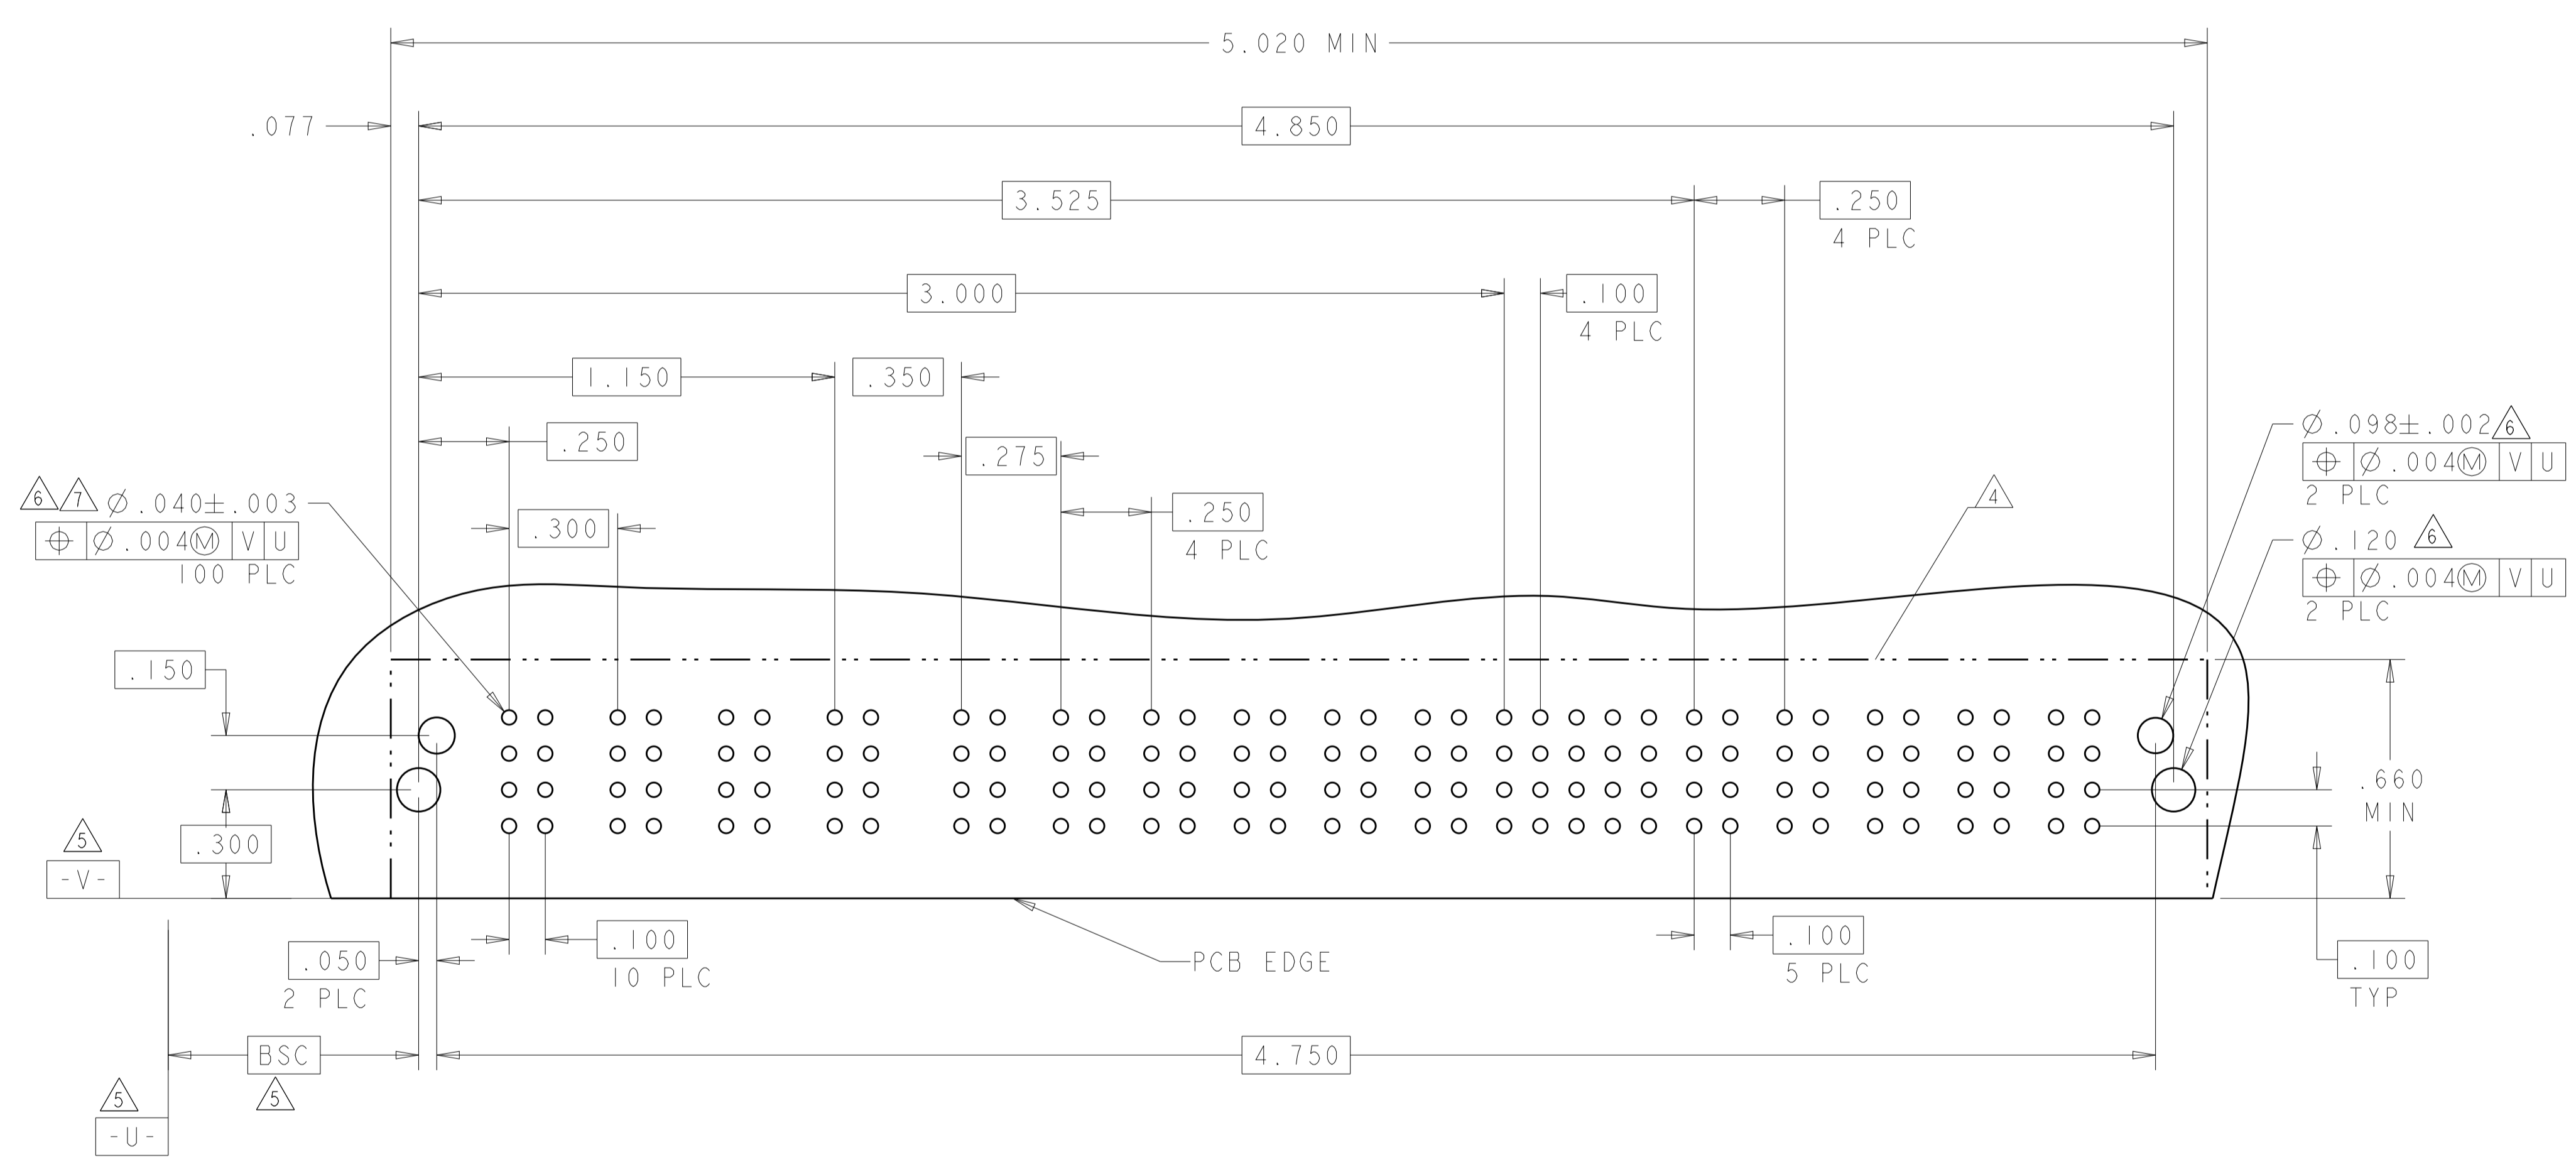 5.020 MIN
.077
4.850
3.525
.250
4 PLC
3.000
.100
4 PLC
1.150
.350
.250
.275
Ø.098±.002 6
⌖ Ø.004Ⓜ V U
2 PLC
6 7 Ø.040±.003
⌖ Ø.004Ⓜ V U
100 PLC
.300
.250
4 PLC
4
Ø.120 6
⌖ Ø.004Ⓜ V U
2 PLC
.150
.660
MIN
.300
5
-V-
.100
10 PLC
.050
2 PLC
PCB EDGE
.100
5 PLC
.100
TYP
BSC
5
4.750
5
-U-